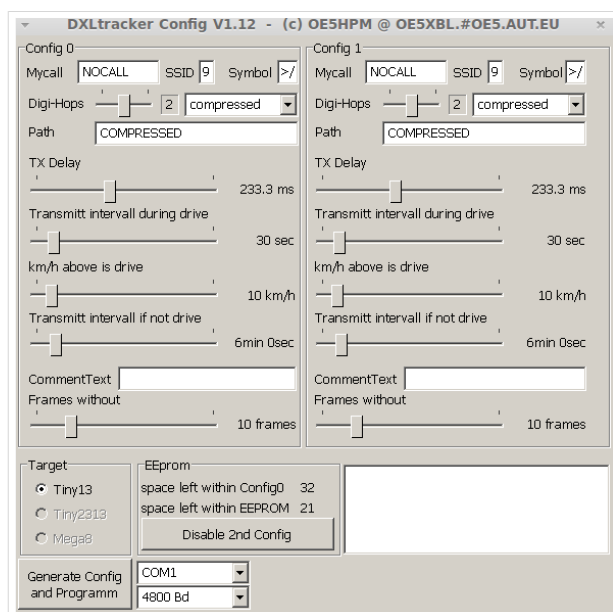 DXLtracker Config V1.12 - (c) OE5HPM @ OE5XBL.#OE5.AUT.EU
Config 0
Mycall NOCALL SSID 9 Symbol >/
Digi-Hops 2 compressed
Path COMPRESSED
TX Delay
233.3 ms
Transmitt intervall during drive
30 sec
km/h above is drive
10 km/h
Transmitt intervall if not drive
6min 0sec
CommentText
Frames without
10 frames
Config 1
Mycall NOCALL SSID 9 Symbol >/
Digi-Hops 2 compressed
Path COMPRESSED
TX Delay
233.3 ms
Transmitt intervall during drive
30 sec
km/h above is drive
10 km/h
Transmitt intervall if not drive
6min 0sec
CommentText
Frames without
10 frames
Target
Tiny13
Tiny2313
Mega8
EEprom
space left within Config0 32
space left within EEPROM 21
Disable 2nd Config
Generate Config
and Programm
COM1
4800 Bd